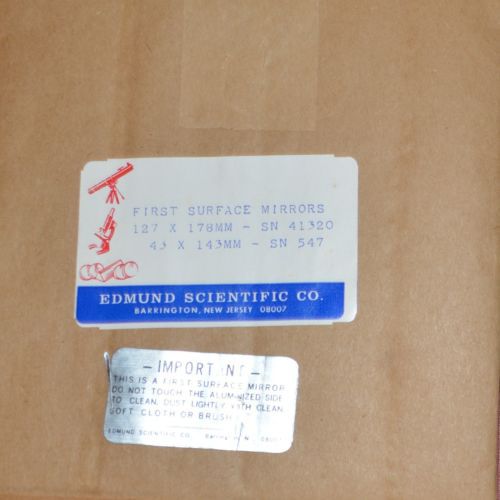 FIRST SURFACE MIRRORS
127 X 178MM - SN 41320
43 X 143MM - SN 547
EDMUND SCIENTIFIC CO.
BARRINGTON, NEW JERSEY 08007
- IMPORTANT -
THIS IS A FIRST SURFACE MIRROR
DO NOT TOUCH THE ALUMINIZED SIDE
TO CLEAN, DUST LIGHTLY WITH CLEAN
SOFT CLOTH OR BRUSH
EDMUND SCIENTIFIC CO. BARRINGTON N.J. 08007